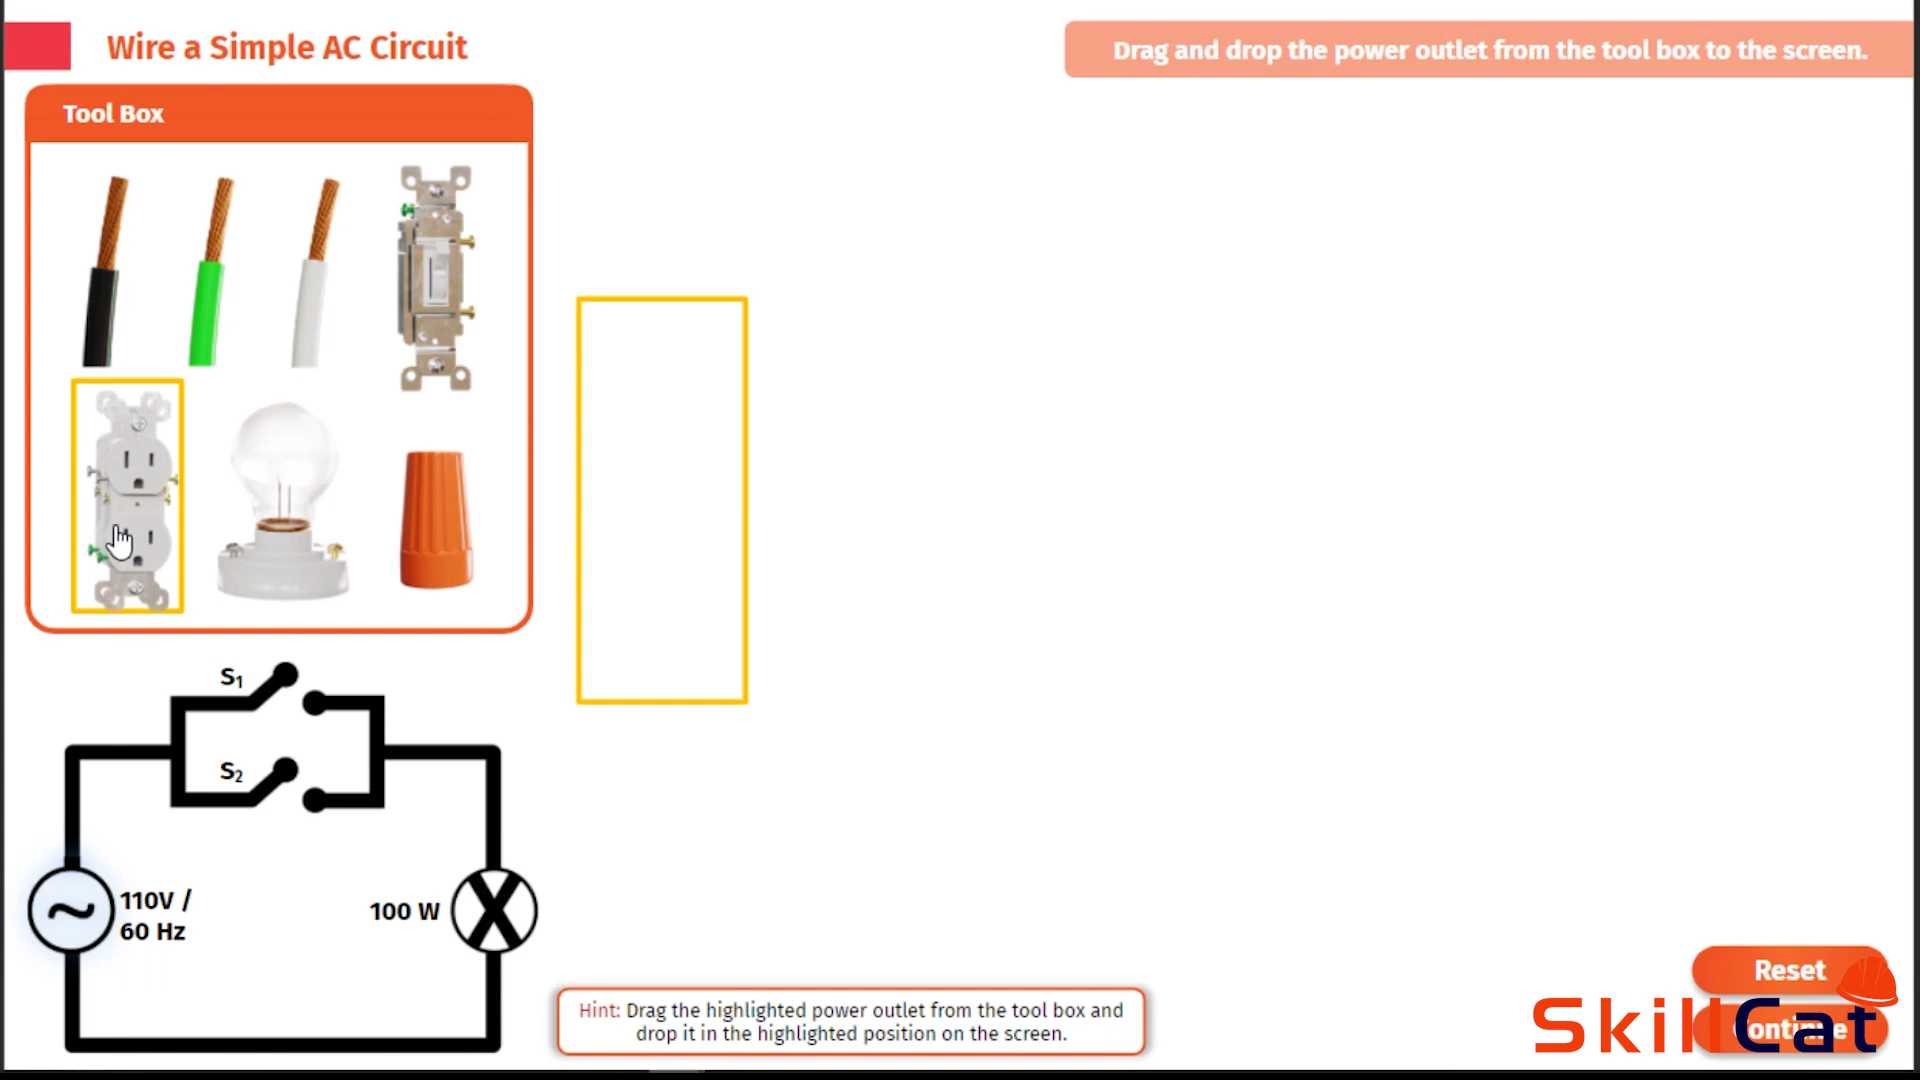 Wire a Simple AC Circuit
Drag and drop the power outlet from the tool box to the screen.
Tool Box
S₁
S₂
110V /
60 Hz
100 W
Hint: Drag the highlighted power outlet from the tool box and
drop it in the highlighted position on the screen.
Reset
Continue
SkillCat